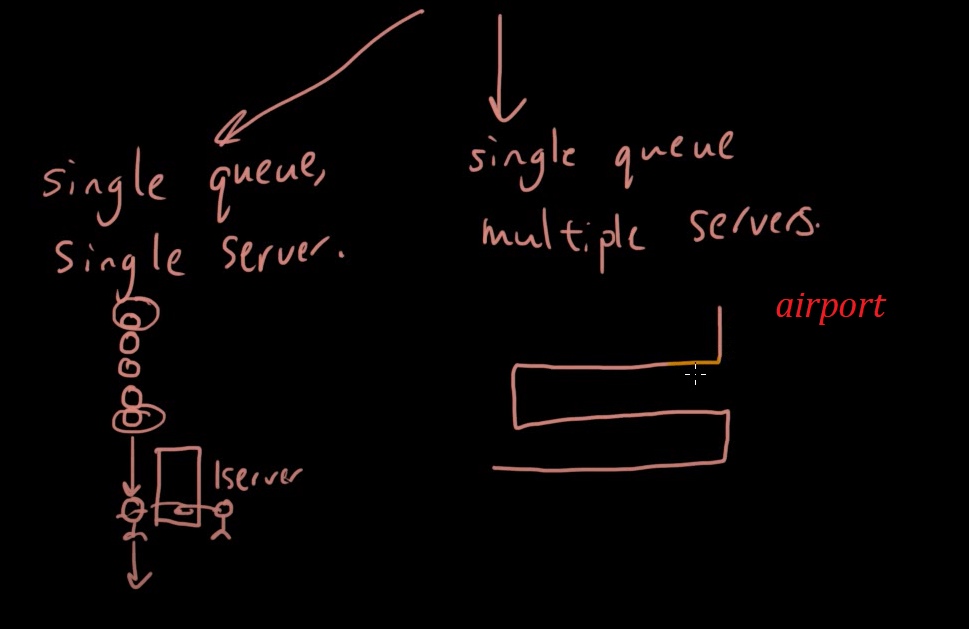 single queue,
single server.
single queue
multiple servers.
airport
1server